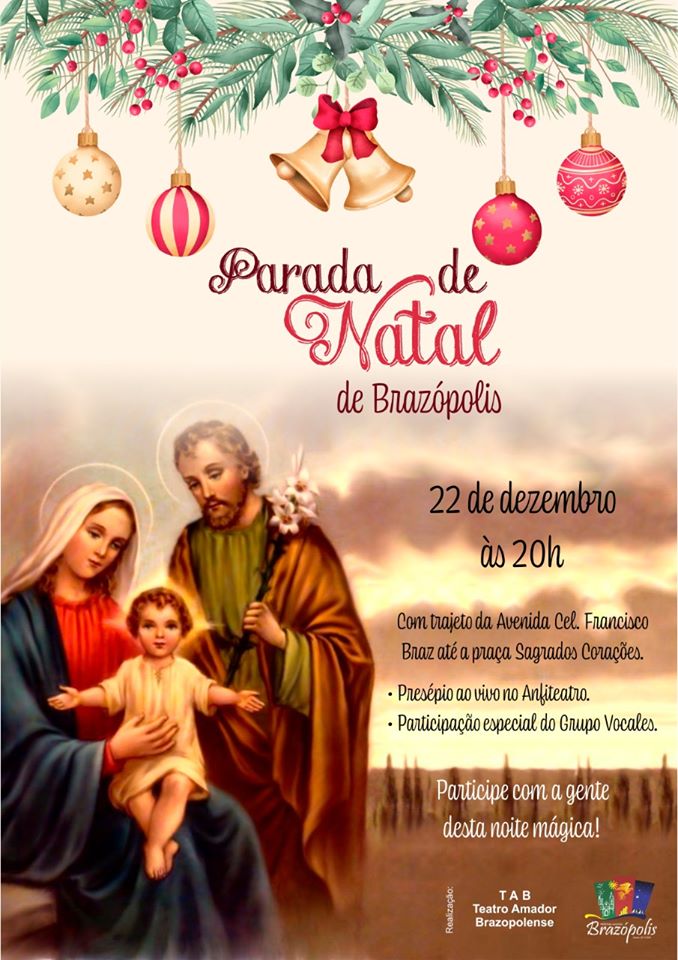 Parada de
Natal
de Brazópolis
22 de dezembro
às 20h
Com trajeto da Avenida Cel. Francisco
Braz até a praça Sagrados Corações.
• Presépio ao vivo no Anfiteatro.
• Participação especial do Grupo Vocales.
Participe com a gente
desta noite mágica!
Realização:
T A B
Teatro Amador
Brazopolense
Brazópolis